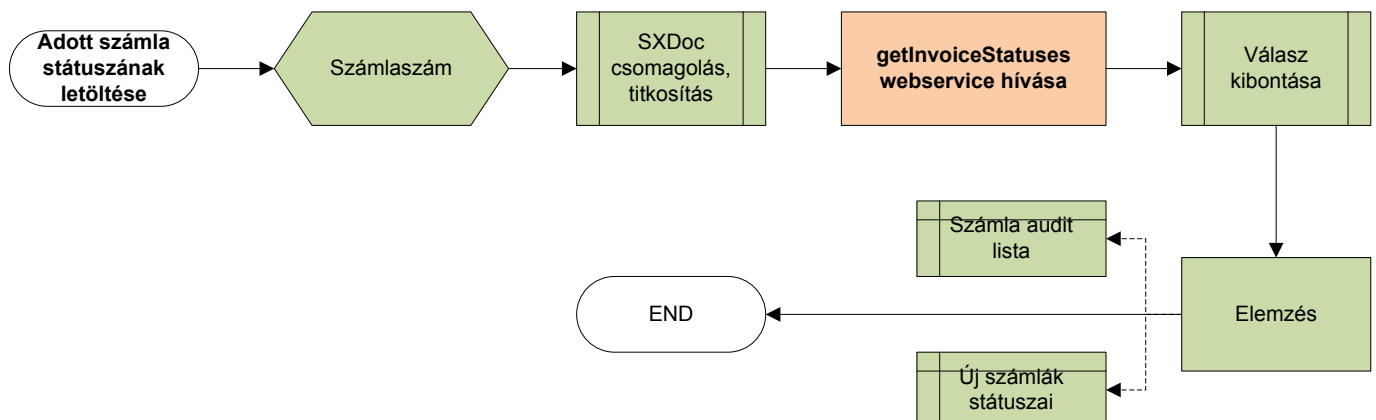 Adott számla
státuszának
letöltése
Számlaszám
SXDoc
csomagolás,
titkosítás
getInvoiceStatuses
webservice hívása
Válasz
kibontása
Számla audit
lista
END
Elemzés
Új számlák
státuszai